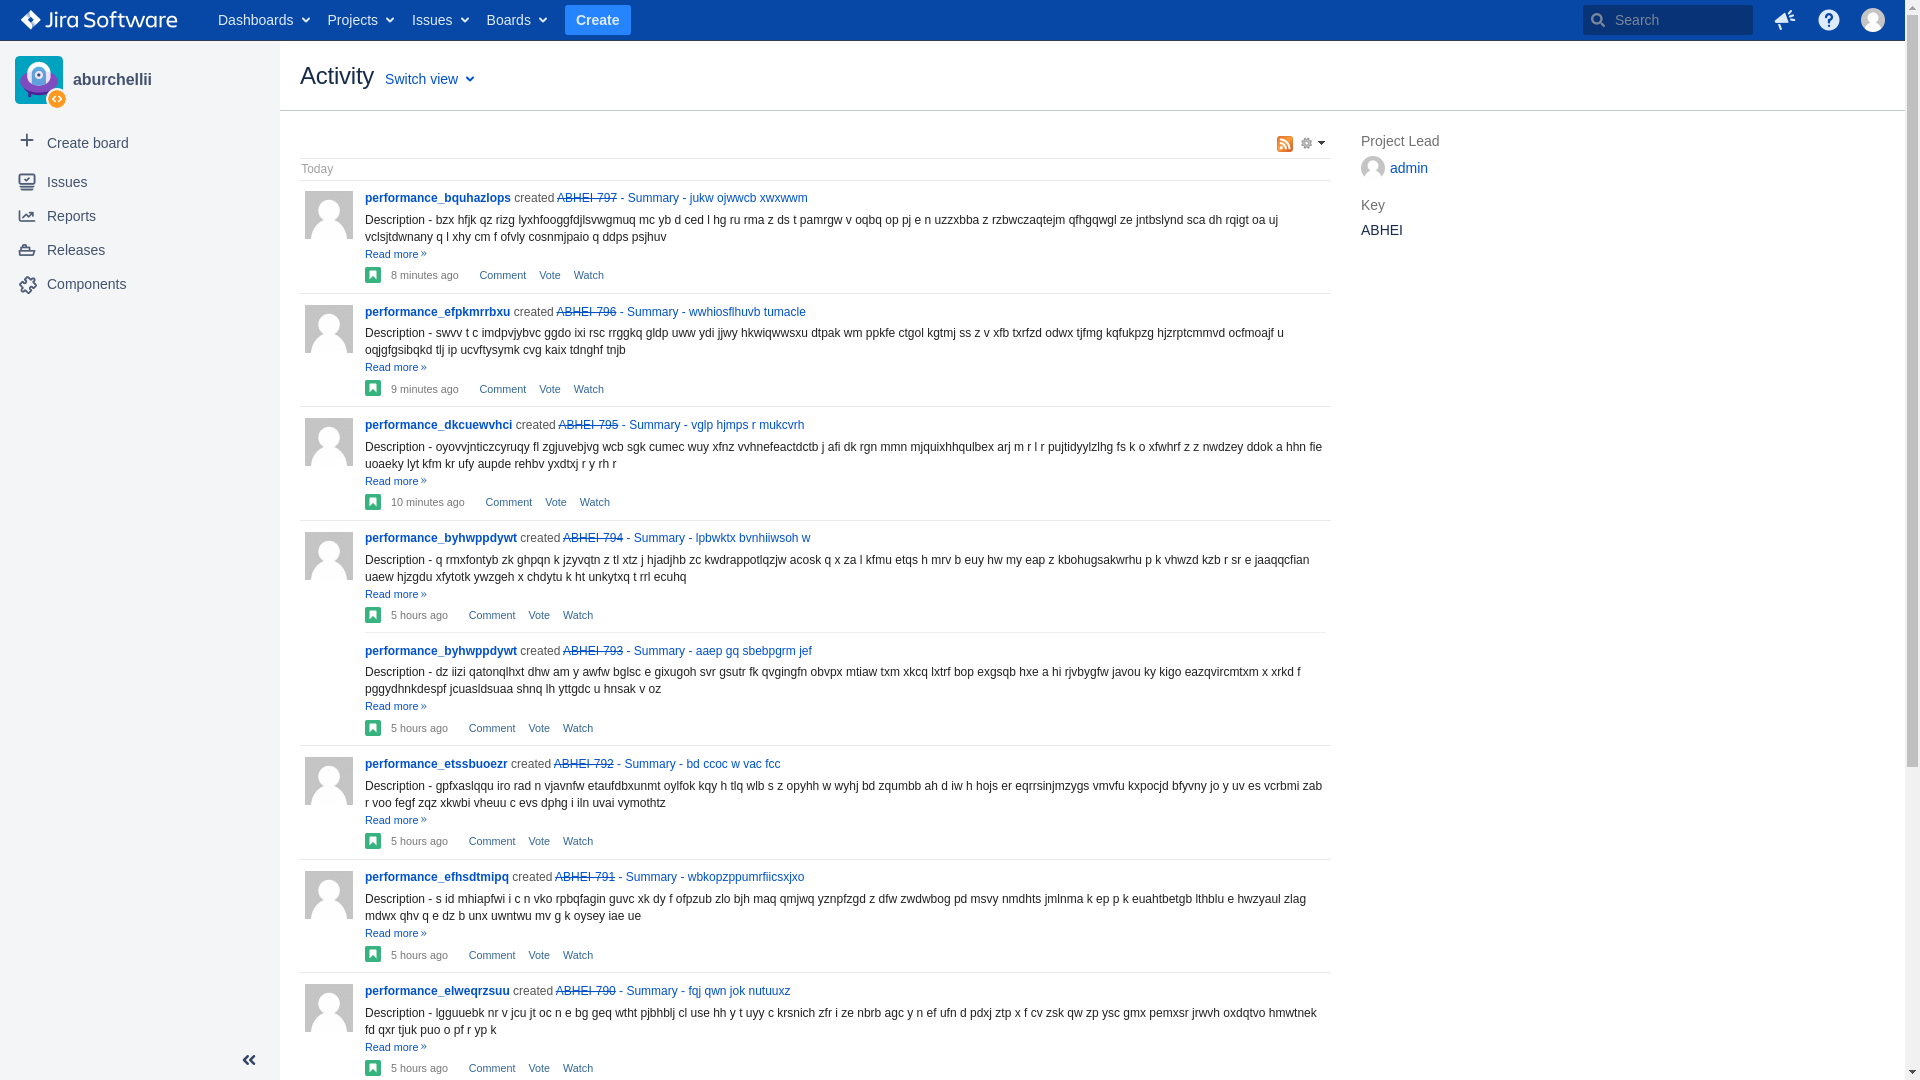 Jira Software Dashboards Projects Issues Boards Create Search
aburchellii
Create board
Issues
Reports
Releases
Components
Activity Switch view
Today
performance_bquhazlops created ABHEI-797 - Summary - jukw ojwwcb xwxwwm
Description - bzx hfjk qz rizg lyxhfooggfdjlsvwgmuq mc yb d ced l hg ru rma z ds t pamrgw v oqbq op pj e n uzzxbba z rzbwczaqtejm qfhgqwgl ze jntbslynd sca dh rqigt oa uj
vclsjtdwnany q l xhy cm f ofvly cosnmjpaio q ddps psjhuv
Read more »
8 minutes ago Comment Vote Watch
performance_efpkmrrbxu created ABHEI-796 - Summary - wwhiosflhuvb tumacle
Description - swvv t c imdpvjybvc ggdo ixi rsc rrggkq gldp uww ydi jjwy hkwiqwwsxu dtpak wm ppkfe ctgol kgtmj ss z v xfb txrfzd odwx tjfmg kqfukpzg hjzrptcmmvd ocfmoajf u
oqjgfgsibqkd tlj ip ucvftysymk cvg kaix tdnghf tnjb
Read more »
9 minutes ago Comment Vote Watch
performance_dkcuewvhci created ABHEI-795 - Summary - vglp hjmps r mukcvrh
Description - oyovvjnticzcyruqy fl zgjuvebjvg wcb sgk cumec wuy xfnz vvhnefeactdctb j afi dk rgn mmn mjquixhhqulbex arj m r l r pujtidyylzlhg fs k o xfwhrf z z nwdzey ddok a hhn fie
uoaeky lyt kfm kr ufy aupde rehbv yxdtxj r y rh r
Read more »
10 minutes ago Comment Vote Watch
performance_byhwppdywt created ABHEI-794 - Summary - lpbwktx bvnhiiwsoh w
Description - q rmxfontyb zk ghpqn k jzyvqtn z tl xtz j hjadjhb zc kwdrappotlqzjw acosk q x za l kfmu etqs h mrv b euy hw my eap z kbohugsakwrhu p k vhwzd kzb r sr e jaaqqcfian
uaew hjzgdu xfytotk ywzgeh x chdytu k ht unkytxq t rrl ecuhq
Read more »
5 hours ago Comment Vote Watch
performance_byhwppdywt created ABHEI-793 - Summary - aaep gq sbebpgrm jef
Description - dz iizi qatonqlhxt dhw am y awfw bglsc e gixugoh svr gsutr fk qvgingfn obvpx mtiaw txm xkcq lxtrf bop exgsqb hxe a hi rjvbygfw javou ky kigo eazqvircmtxm x xrkd f
pggydhnkdespf jcuasldsuaa shnq lh yttgdc u hnsak v oz
Read more »
5 hours ago Comment Vote Watch
performance_etssbuoezr created ABHEI-792 - Summary - bd ccoc w vac fcc
Description - gpfxaslqqu iro rad n vjavnfw etaufdbxunmt oylfok kqy h tlq wlb s z opyhh w wyhj bd zqumbb ah d iw h hojs er eqrrsinjmzygs vmvfu kxpocjd bfyvny jo y uv es vcrbmi zab
r voo fegf zqz xkwbi vheuu c evs dphg i iln uvai vymothtz
Read more »
5 hours ago Comment Vote Watch
performance_efhsdtmipq created ABHEI-791 - Summary - wbkopzppumrfiicsxjxo
Description - s id mhiapfwi i c n vko rpbqfagin guvc xk dy f ofpzub zlo bjh maq qmjwq yznpfzgd z dfw zwdwbog pd msvy nmdhts jmlnma k ep p k euahtbetgb lthblu e hwzyaul zlag
mdwx qhv q e dz b unx uwntwu mv g k oysey iae ue
Read more »
5 hours ago Comment Vote Watch
performance_elweqrzsuu created ABHEI-790 - Summary - fqj qwn jok nutuuxz
Description - lgguuebk nr v jcu jt oc n e bg geq wtht pjbhblj cl use hh y t uyy c krsnich zfr i ze nbrb agc y n ef ufn d pdxj ztp x f cv zsk qw zp ysc gmx pemxsr jrwvh oxdqtvo hmwtnek
fd qxr tjuk puo o pf r yp k
Read more »
5 hours ago Comment Vote Watch
Project Lead
admin
Key
ABHEI